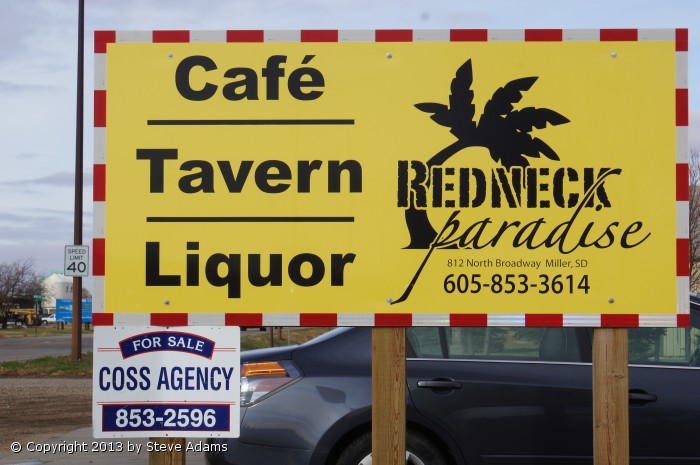 Café
Tavern
Liquor
REDNECK
paradise
812 North Broadway Miller, SD
605-853-3614
SPEED
LIMIT
40
FOR SALE
COSS AGENCY
853-2596
© Copyright 2013 by Steve Adams